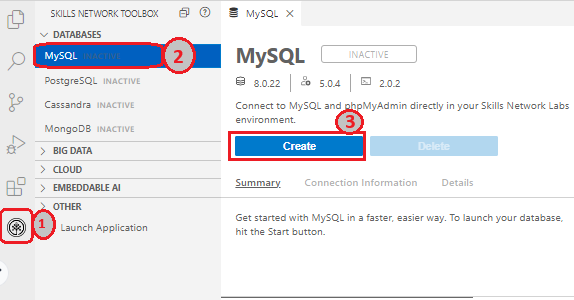 SKILLS NETWORK TOOLBOX
DATABASES
MySQL INACTIVE
2
PostgreSQL INACTIVE
Cassandra INACTIVE
MongoDB INACTIVE
BIG DATA
CLOUD
EMBEDDABLE AI
OTHER
1
Launch Application
MySQL
MySQL INACTIVE
8.0.22 5.0.4 2.0.2
Connect to MySQL and phpMyAdmin directly in your Skills Network Labs
environment.
3
Create Delete
Summary Connection Information Details
Get started with MySQL in a faster, easier way. To launch your database,
hit the Start button.